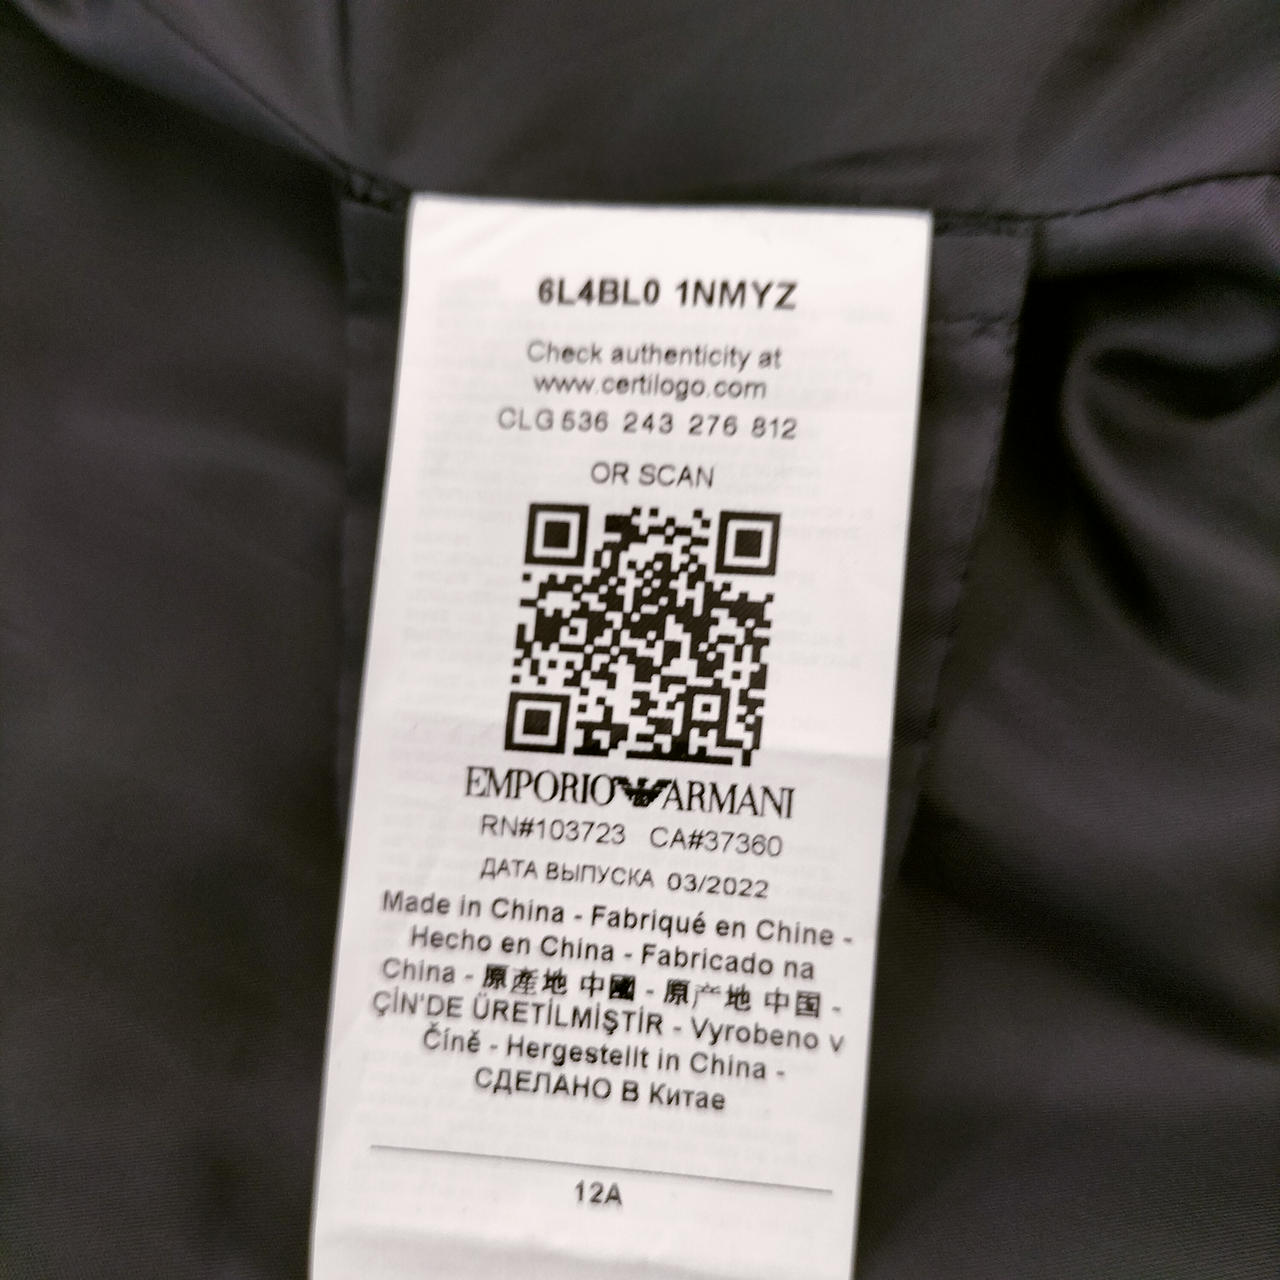 6L4BL0 1NMYZ
Check authenticity at
www.certilogo.com
CLG 536 243 276 812
OR SCAN
EMPORIO ARMANI
RN#103723 CA#37360
ДАТА ВЫПУСКА 03/2022
Made in China - Fabriqué en Chine -
Hecho en China - Fabricado na
China - 原產地 中國 - 原产地 中国 -
ÇİN'DE ÜRETİLMİŞTİR - Vyrobeno v
Číně - Hergestellt in China -
СДЕЛАНО В Китае
12A